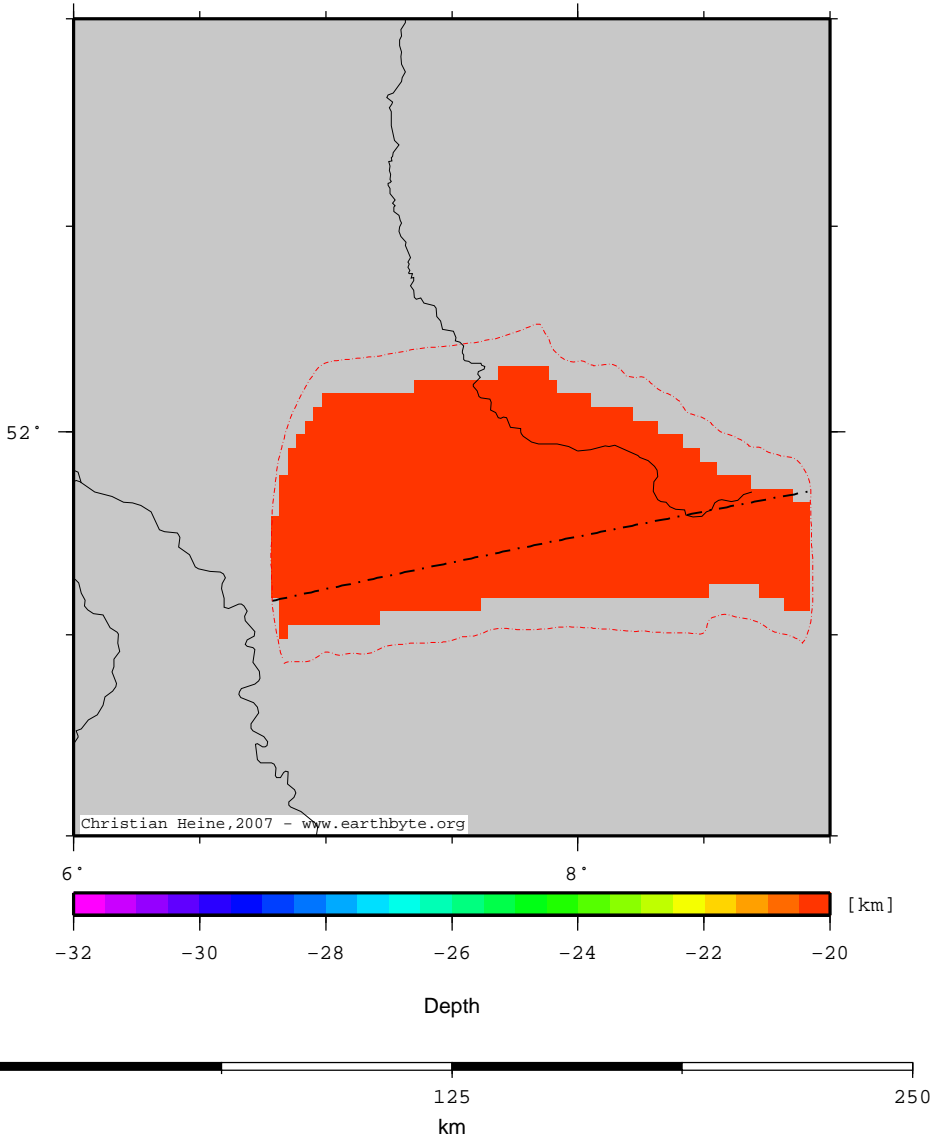 52°
Christian Heine,2007 - www.earthbyte.org
6° 8°
[km]
-32 -30 -28 -26 -24 -22 -20
Depth
125 250
km